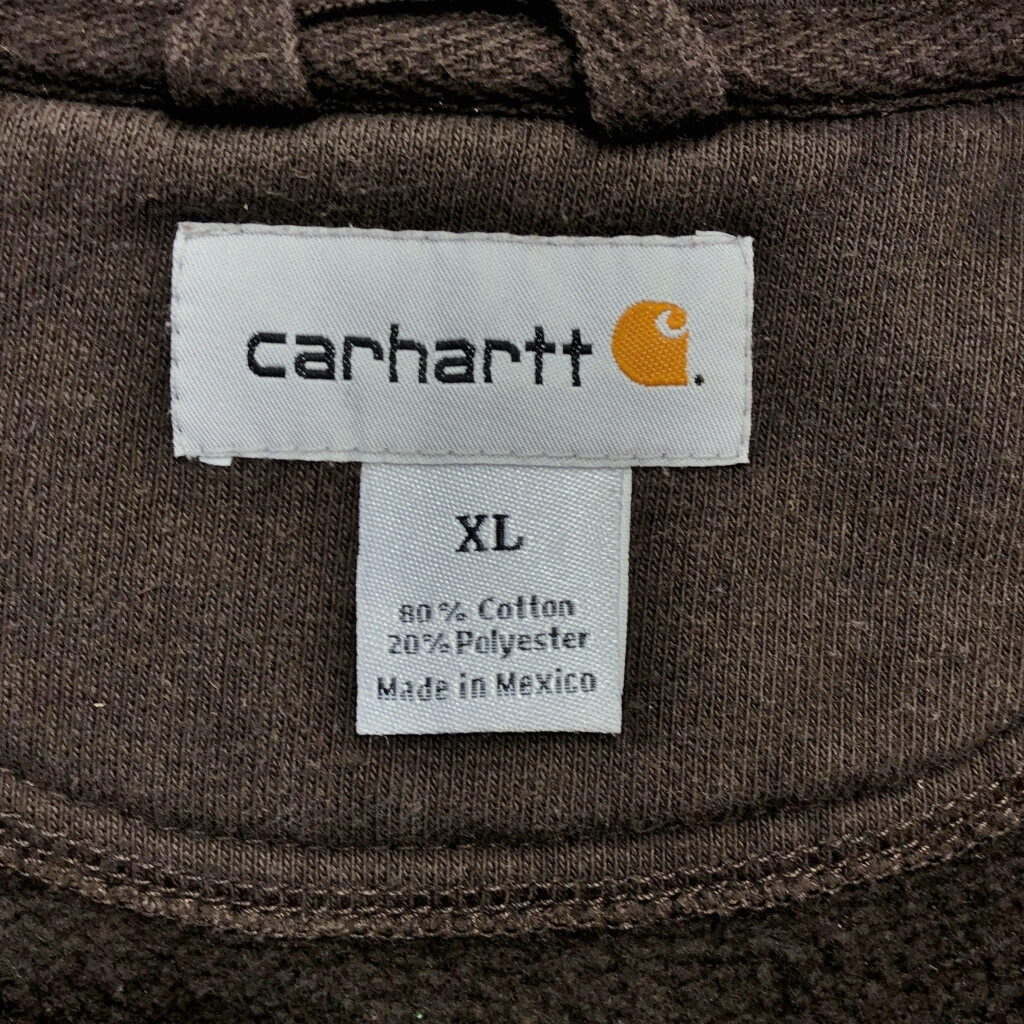 carhartt
XL
80% Cotton
20% Polyester
Made in Mexico